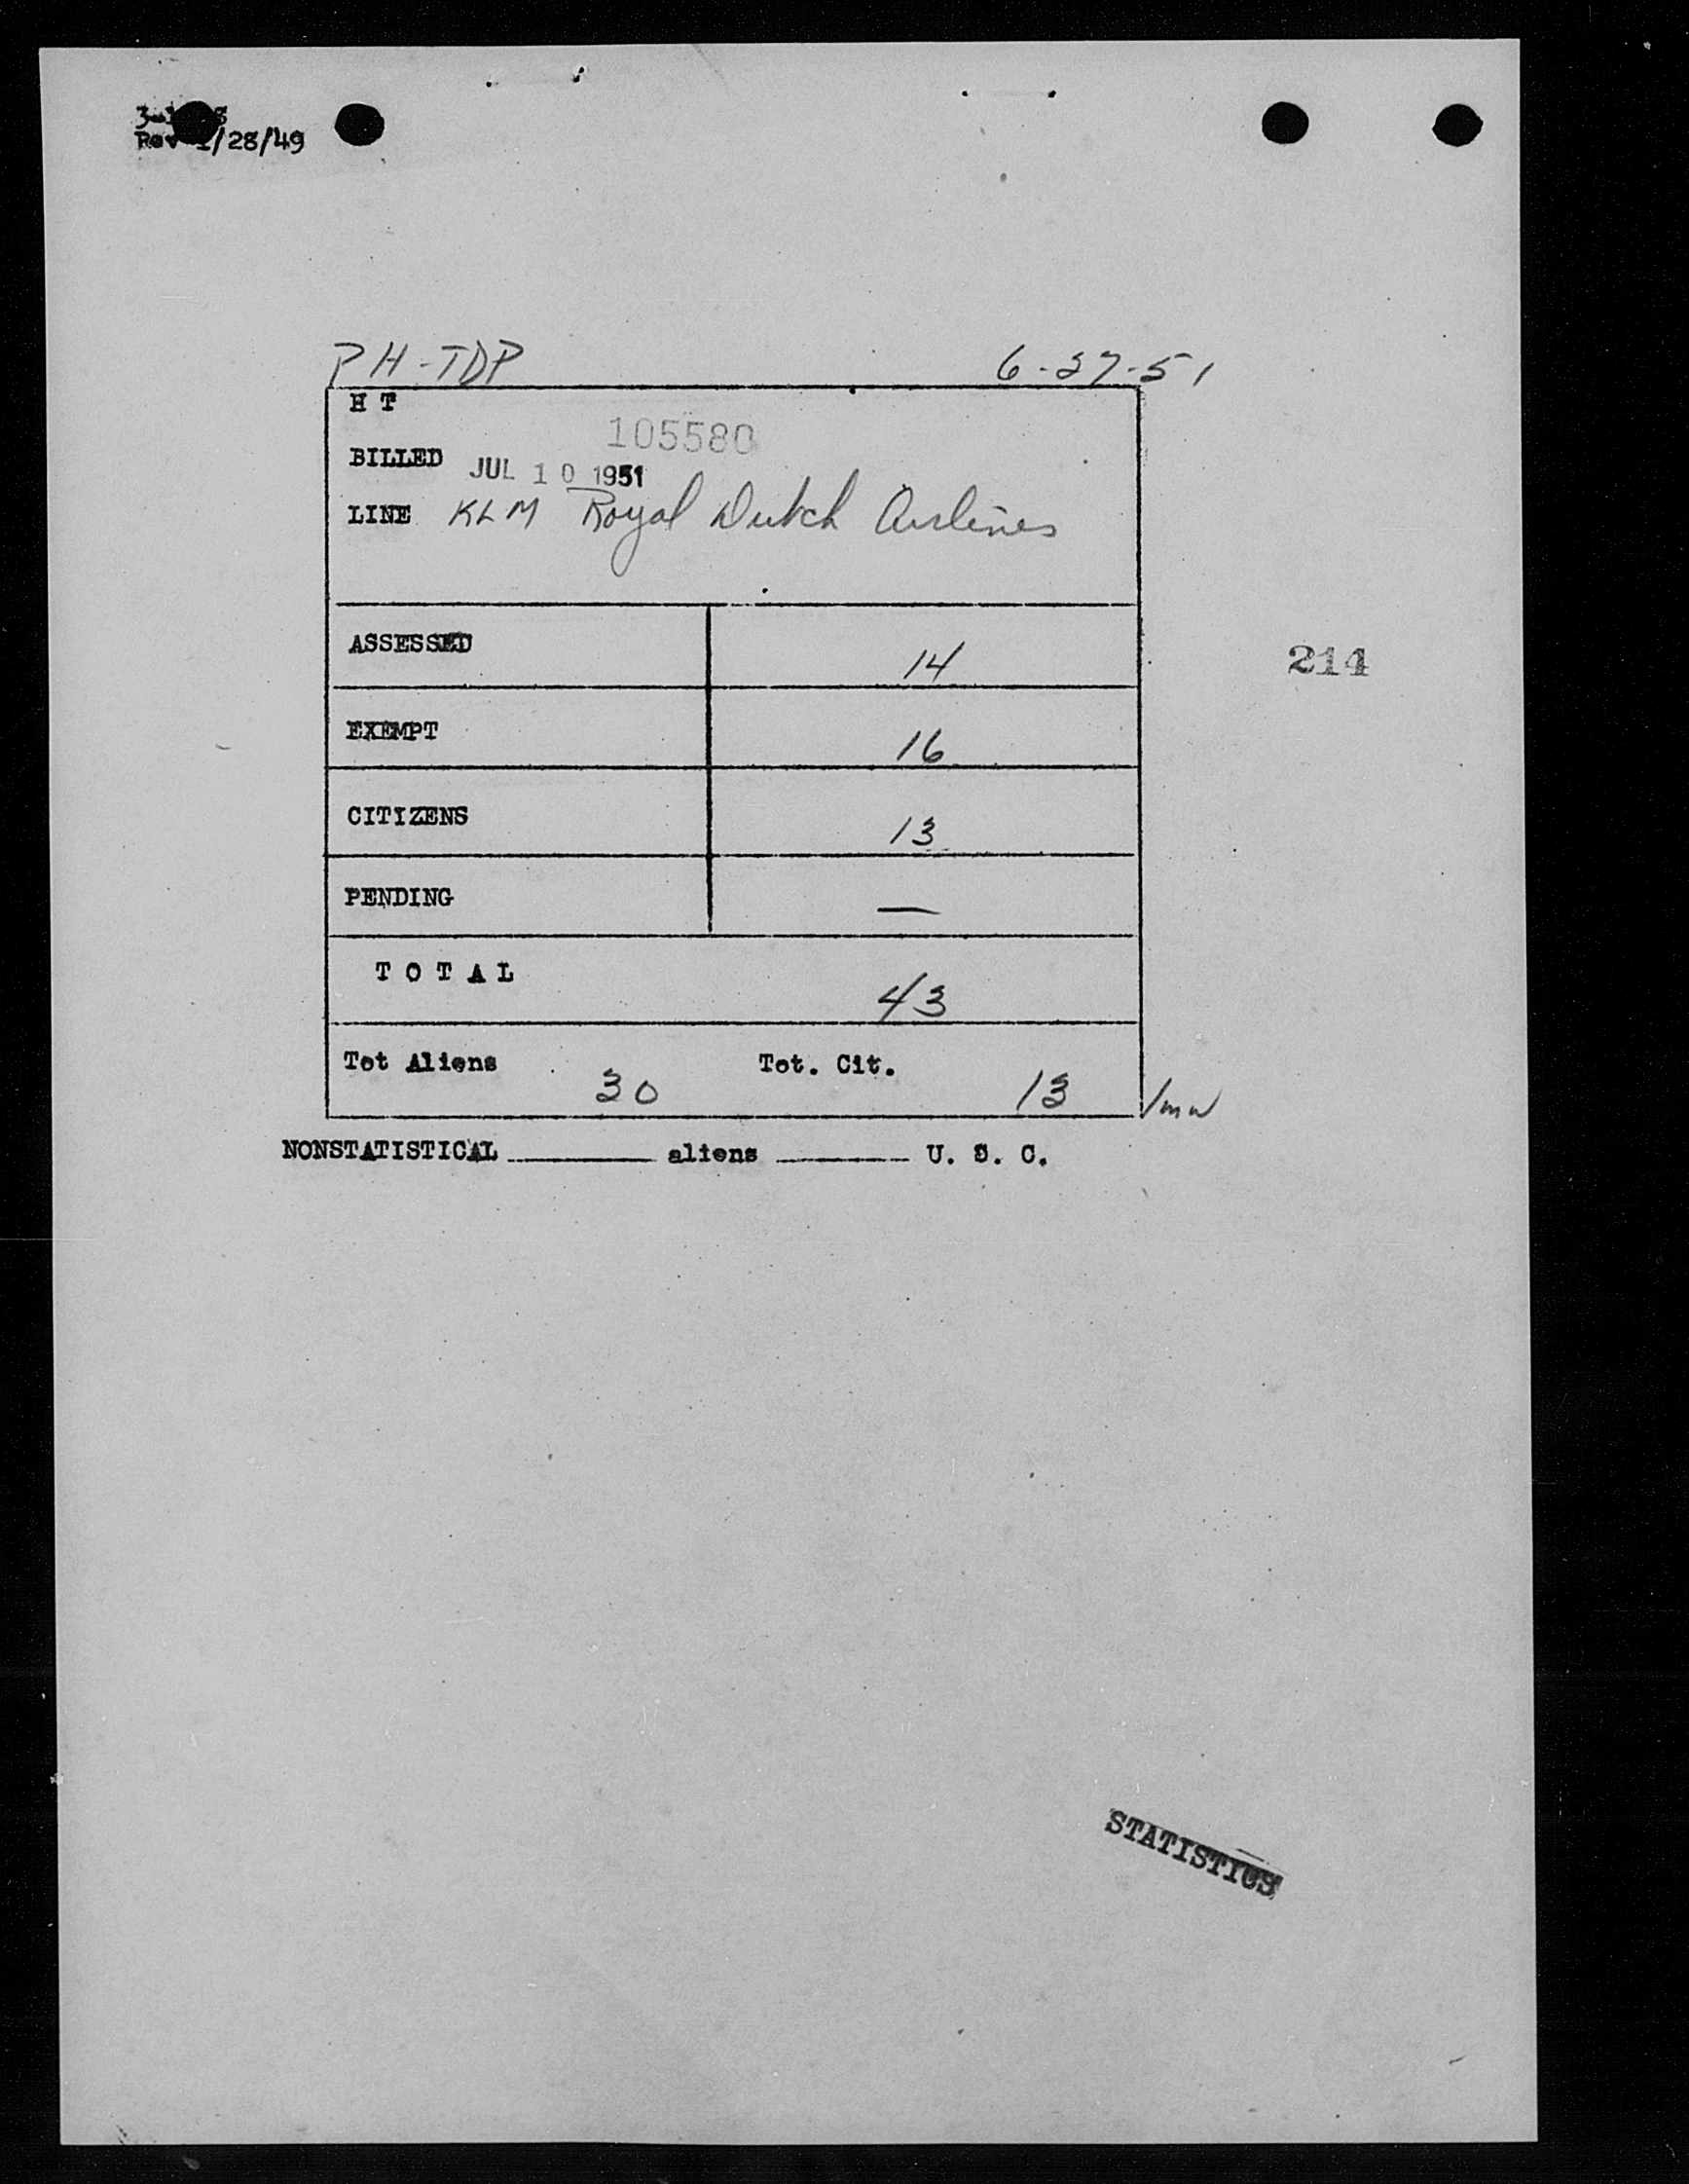 Rev /28/49
PH-TDP 6-27-51
H T
105580
BILLED JUL 10 1951
LINE KLM Royal Dutch Airlines
ASSESSED 14
214
EXEMPT 16
CITIZENS 13
PENDING —
TOTAL 43
Tot Aliens 30 Tot. Cit. 13 /mw
NONSTATISTICAL ______ aliens ______ U. S. C.
STATISTICS